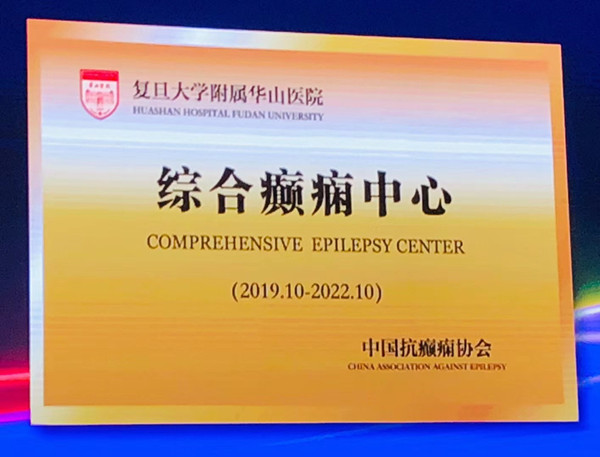 复旦大学附属华山医院
HUASHAN HOSPITAL FUDAN UNIVERSITY
综合癫痫中心
COMPREHENSIVE EPILEPSY CENTER
(2019.10-2022.10)
中国抗癫痫协会
CHINA ASSOCIATION AGAINST EPILEPSY